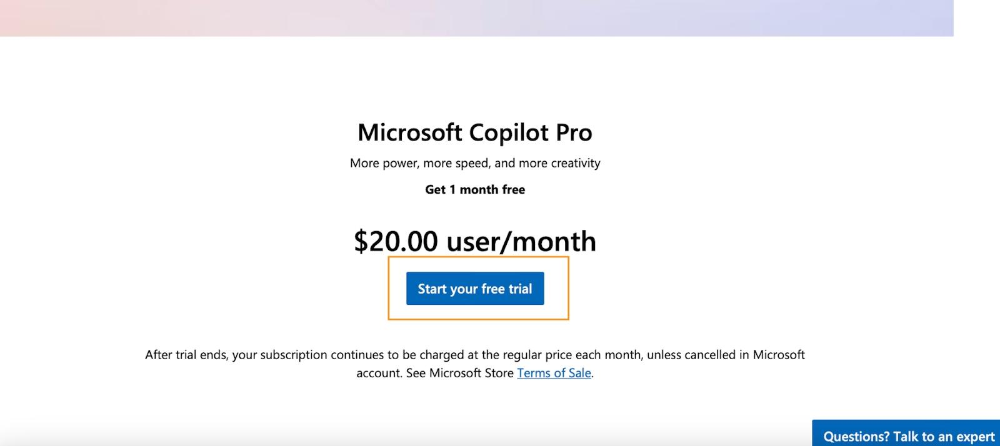 Microsoft Copilot Pro
More power, more speed, and more creativity
Get 1 month free
$20.00 user/month
Start your free trial
After trial ends, your subscription continues to be charged at the regular price each month, unless cancelled in Microsoft
account. See Microsoft Store Terms of Sale.
Questions? Talk to an expert